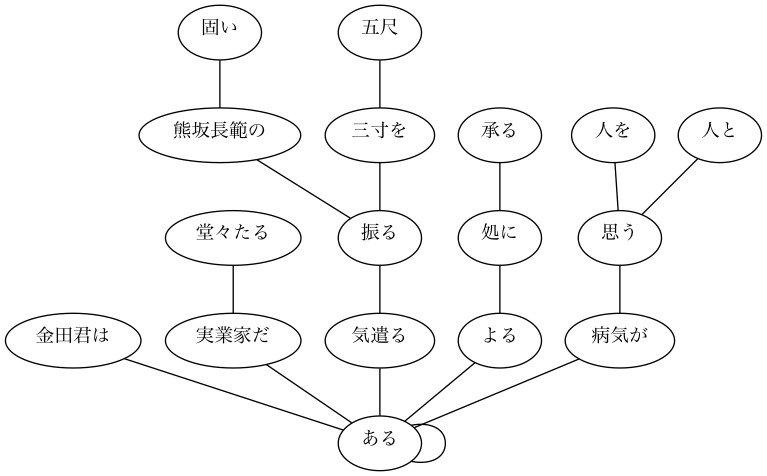 固い 五尺
熊坂長範の 三寸を 承る 人を 人と
堂々たる 振る 処に 思う
金田君は 実業家だ 気遣る よる 病気が
ある